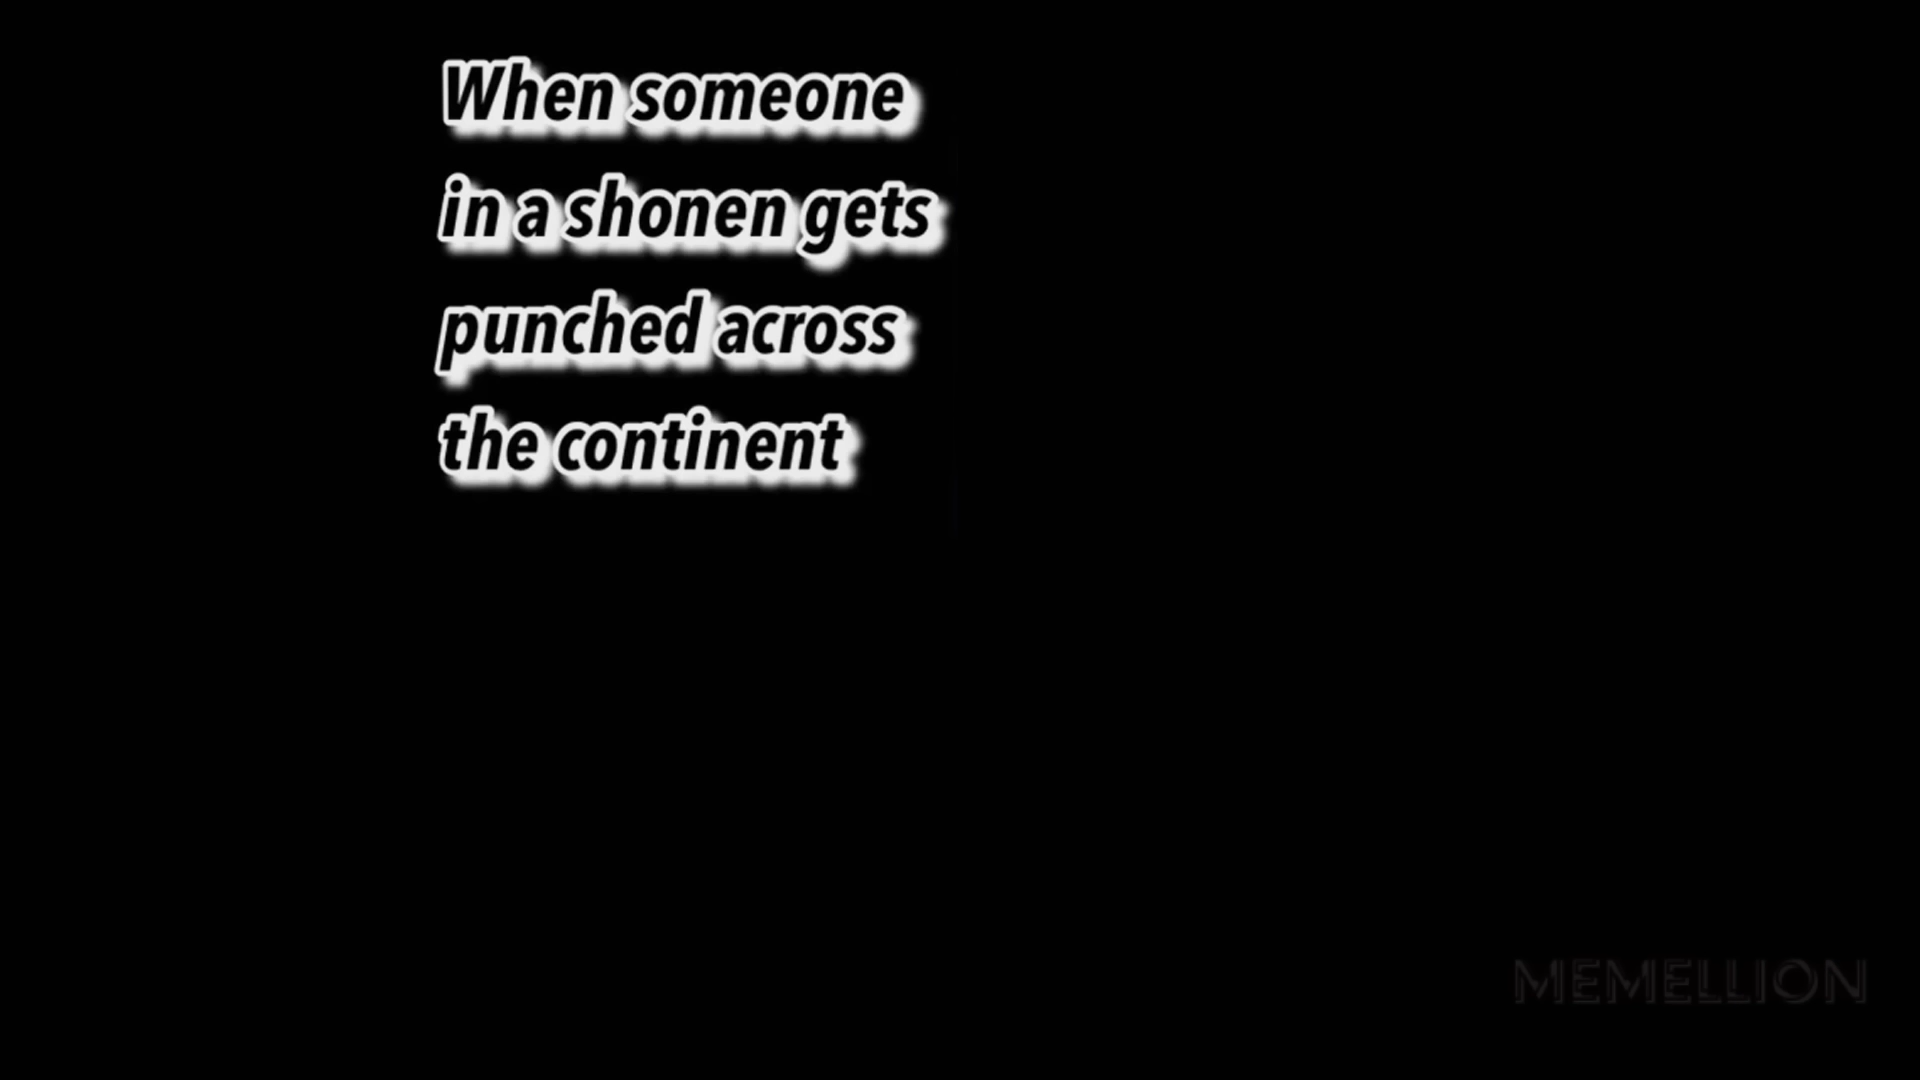 When someone
in a shonen gets
punched across
the continent
MEMELLION